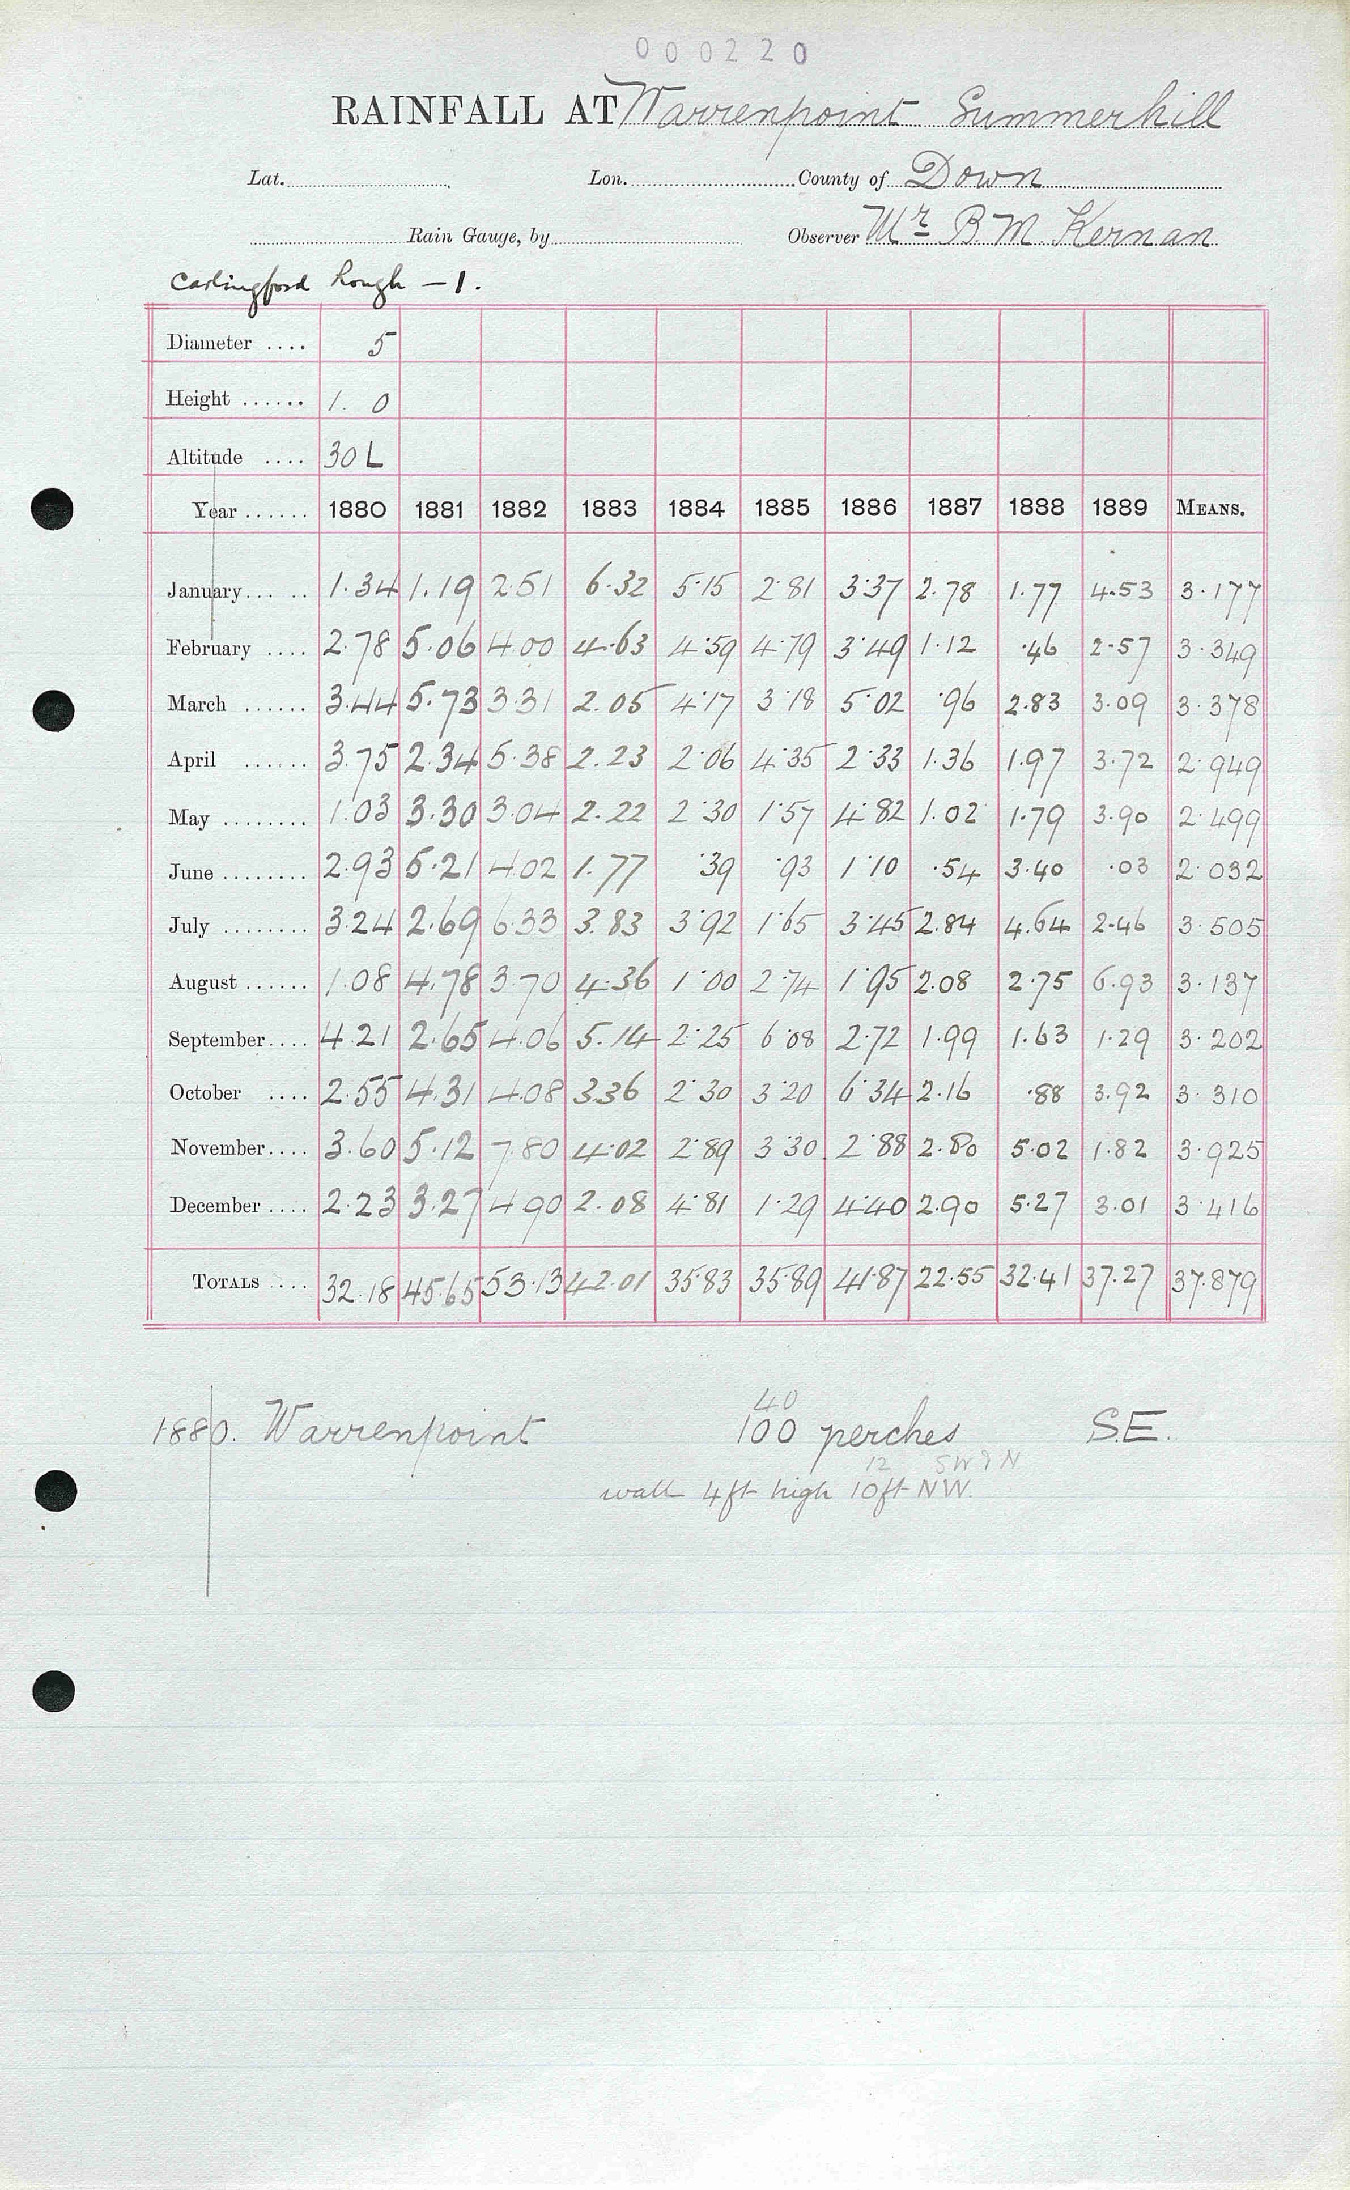 000220
RAINFALL AT Warrenpoint Summerhill
Lat. Lon. County of Down
Rain Gauge, by Observer Mr B M Kernan
Carlingford Lough – 1.
Diameter .... 5
Height ...... 1. 0
Altitude .... 30 L
Year ...... 1880 1881 1882 1883 1884 1885 1886 1887 1888 1889 MEANS.
January... .. 1.34 1.19 2.51 6.32 5.15 2.81 3.37 2.78 1.77 4.53 3.177
February .... 2.78 5.06 4.00 4.63 4.59 4.79 3.49 1.12 .46 2.57 3.349
March ...... 3.44 5.73 3.31 2.05 4.17 3.18 5.02 .96 2.83 3.09 3.378
April ...... 3.75 2.34 5.38 2.23 2.06 4.35 2.33 1.36 1.97 3.72 2.949
May ........ 1.03 3.30 3.04 2.22 2.30 1.57 4.82 1.02 1.79 3.90 2.499
June ........ 2.93 5.21 4.02 1.77 .39 .93 1.10 .54 3.40 .03 2.032
July ........ 3.24 2.69 6.33 3.83 3.92 1.65 3.45 2.84 4.64 2.46 3.505
August ...... 1.08 4.78 3.70 4.36 1.00 2.74 1.95 2.08 2.75 6.93 3.137
September.... 4.21 2.65 4.06 5.14 2.25 6.08 2.72 1.99 1.63 1.29 3.202
October .... 2.55 4.31 4.08 3.36 2.30 3.20 6.34 2.16 .88 3.92 3.310
November.... 3.60 5.12 7.80 4.02 2.89 3.30 2.88 2.80 5.02 1.82 3.925
December .... 2.23 3.27 4.90 2.08 4.81 1.29 4.40 2.90 5.27 3.01 3.416
TOTALS .... 32.18 45.65 53.13 42.01 35.83 35.89 41.87 22.55 32.41 37.27 37.879
40
1880. Warrenpoint 100 perches S.E.
12 SW & N
wall 4ft high 10ft NW.